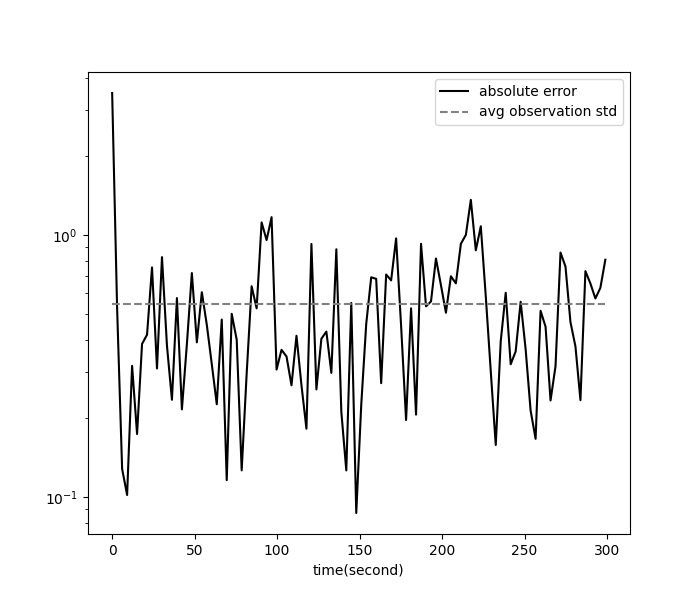 absolute error
avg observation std
10⁰
10⁻¹
0 50 100 150 200 250 300
time(second)